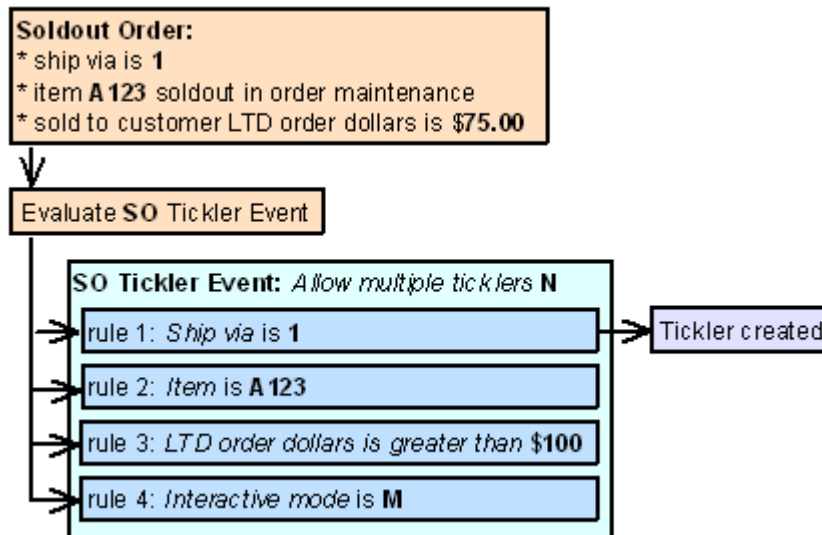 Soldout Order:
* ship via is 1
* item A123 soldout in order maintenance
* sold to customer LTD order dollars is $75.00
Evaluate SO Tickler Event
SO Tickler Event: Allow multiple ticklers N
rule 1: Ship via is 1
Tickler created
rule 2: Item is A123
rule 3: LTD order dollars is greater than $100
rule 4: Interactive mode is M